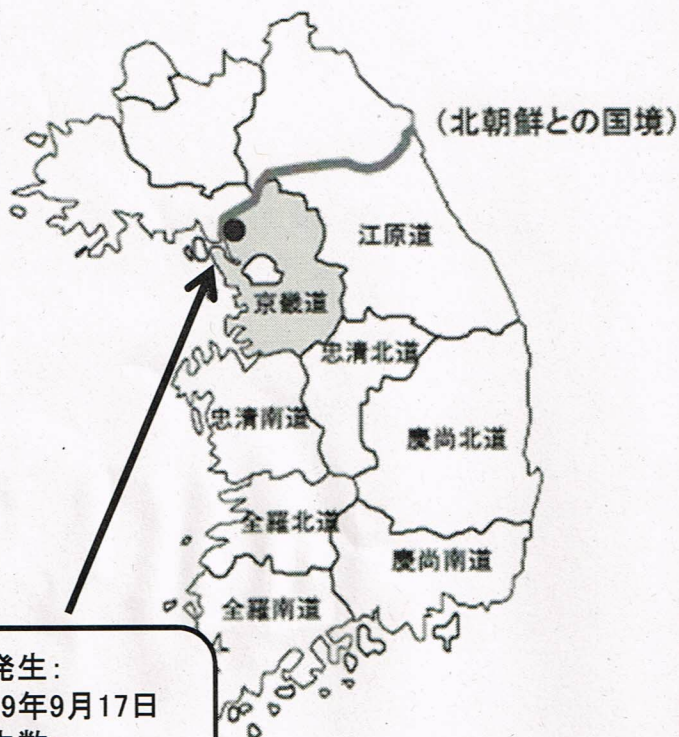 (北朝鮮との国境)
江原道
京畿道
忠清北道
忠清南道
慶尚北道
全羅北道
慶尚南道
全羅南道
発生:
9年9月17日